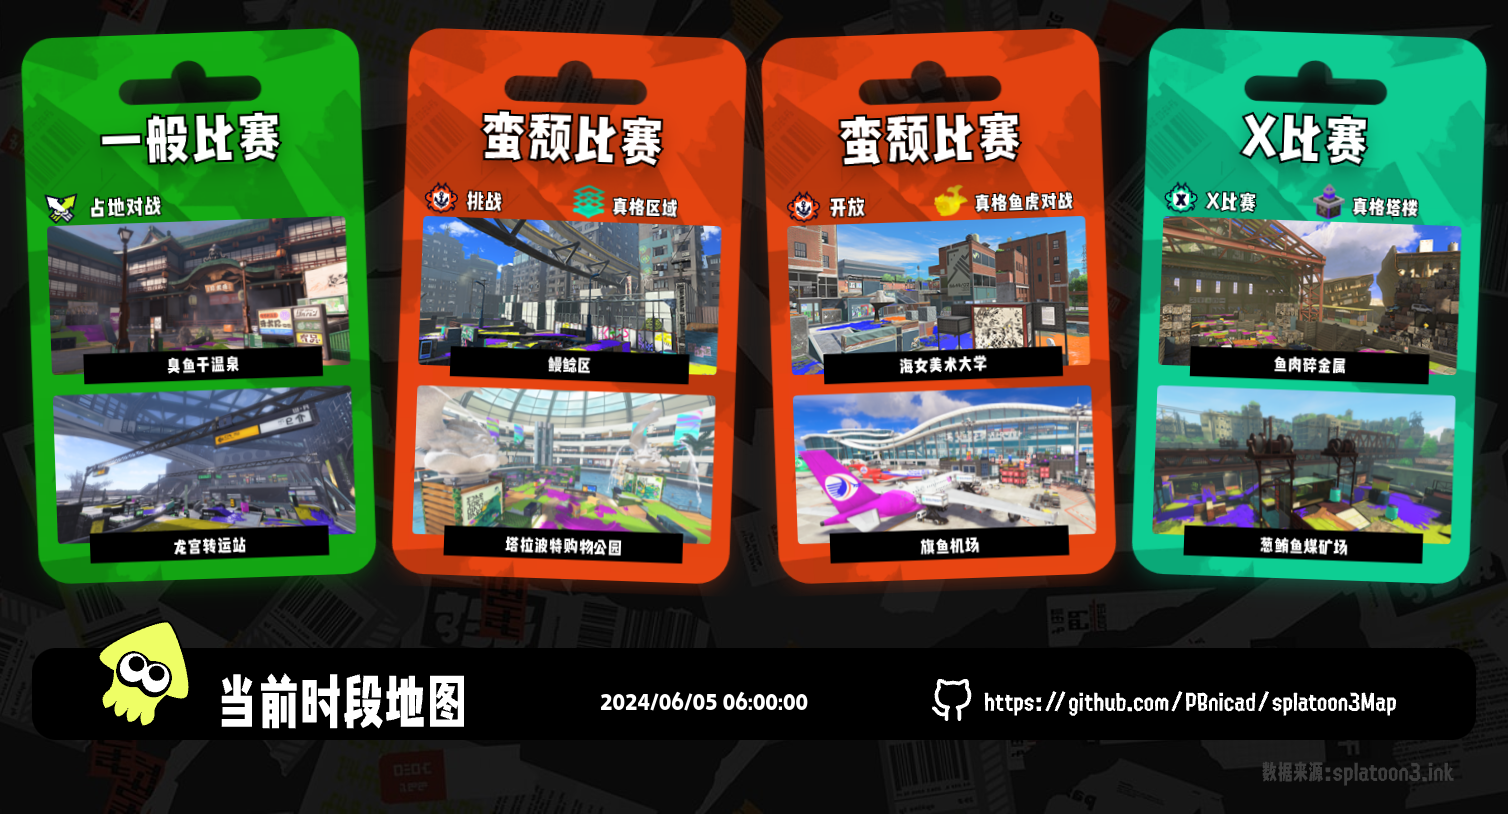 一般比赛
占地对战
臭鱼干温泉
龙宫转运站
蛮颓比赛
挑战
真格区域
鳗鲶区
塔拉波特购物公园
蛮颓比赛
开放
真格鱼虎对战
海女美术大学
旗鱼机场
X比赛
X比赛
真格塔楼
鱼肉碎金属
葱鲔鱼煤矿场
当前时段地图
2024/06/05 06:00:00
https://github.com/PBnicad/splatoon3Map
数据来源:splatoon3.ink